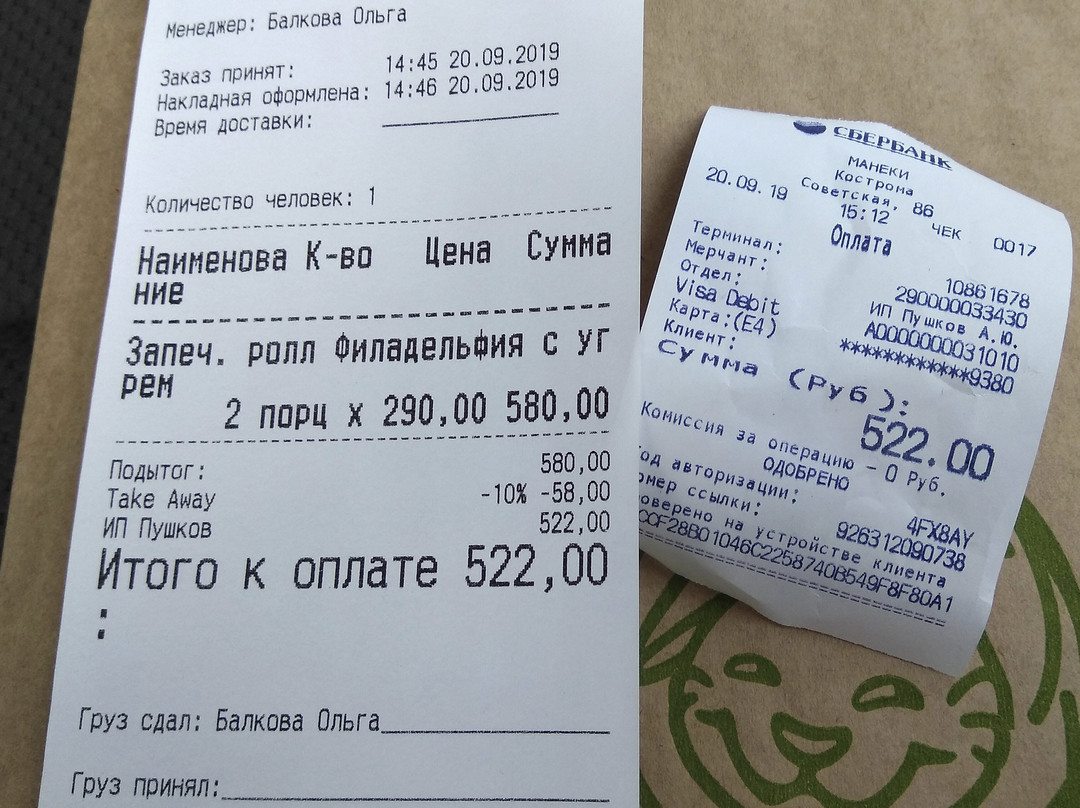 Менеджер: Балкова Ольга
Заказ принят: 14:45 20.09.2019
Накладная оформлена: 14:46 20.09.2019
Время доставки:
Количество человек: 1
Наименова К-во Цена Сумма
ние
Запеч. ролл Филадельфия с уг
рем
2 порц x 290,00 580,00
Подытог: 580,00
Take Away -10% -58,00
ИП Пушков 522,00
Итого к оплате 522,00
:
Груз сдал: Балкова Ольга
Груз принял:
СБЕРБАНК
МАНЕКИ
Кострома
Советская, 86
20.09.19 15:12 ЧЕК 0017
Оплата
Терминал: 10861678
Мерчант: 290000033430
Отдел: ИП Пушков А.Ю.
Visa Debit A0000000031010
Карта:(E4) ************9380
Клиент:
Сумма (Руб):
522.00
Комиссия за операцию - 0 Руб.
ОДОБРЕНО
од авторизации: 4FX8AY
омер ссылки: 926312090738
оверено на устройстве клиента
CCF28B01046C2258740B549F8F80A1